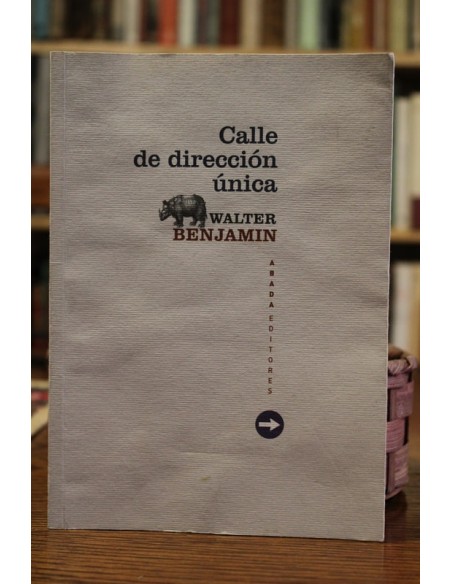 Calle
de dirección
única
WALTER
BENJAMIN
ABADA EDITORES